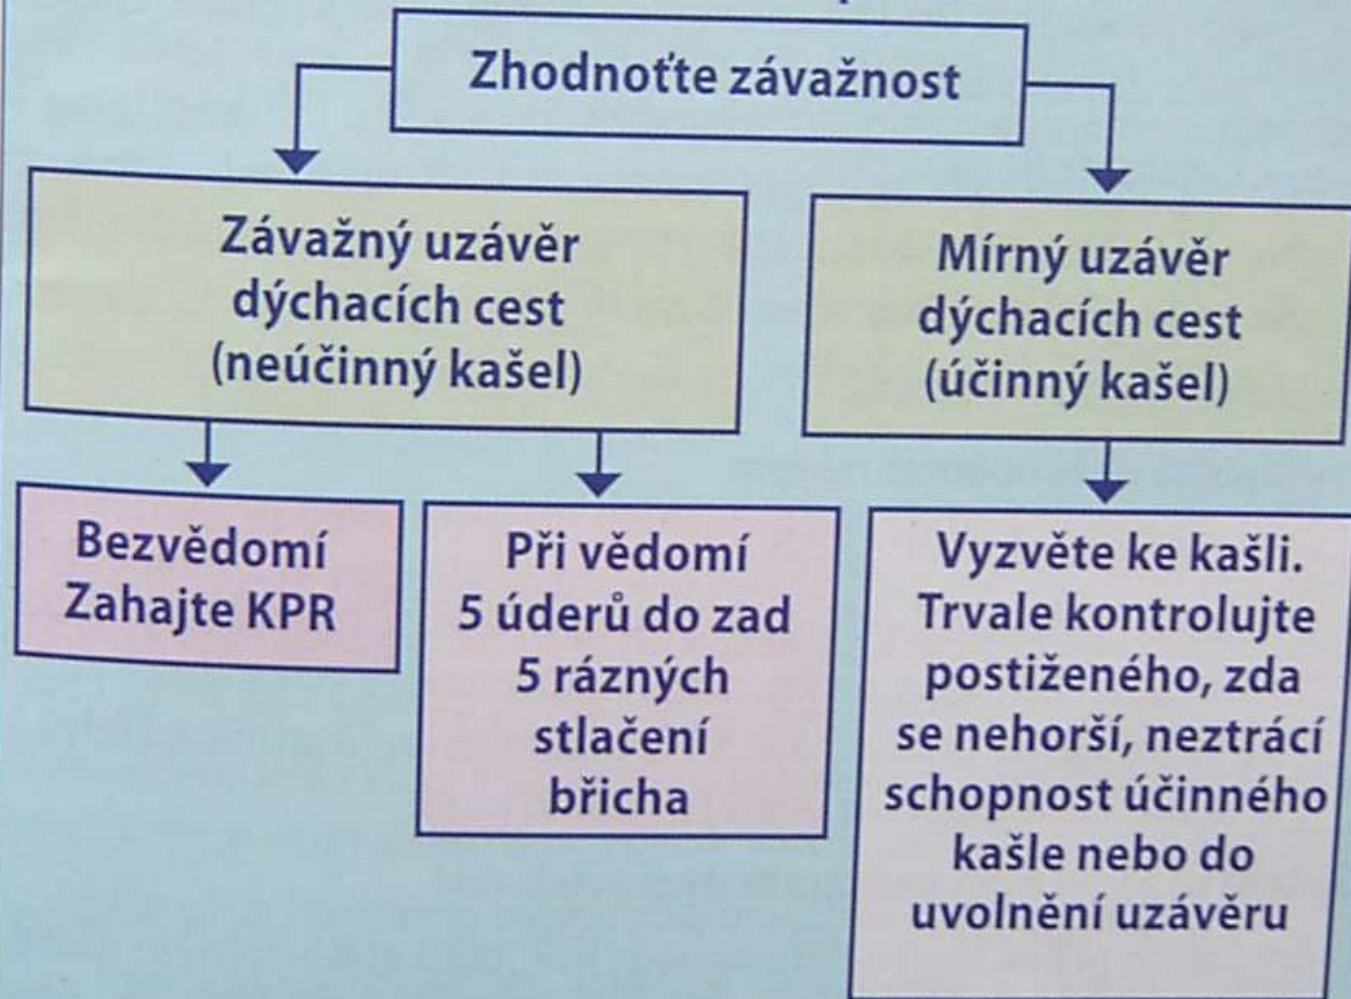 Zhodnoťte závažnost
Závažný uzávěr
dýchacích cest
(neúčinný kašel)
Mírný uzávěr
dýchacích cest
(účinný kašel)
Bezvědomí
Zahajte KPR
Při vědomí
5 úderů do zad
5 rázných
stlačení
břicha
Vyzvěte ke kašli.
Trvale kontrolujte
postiženého, zda
se nehorší, neztrácí
schopnost účinného
kašle nebo do
uvolnění uzávěru